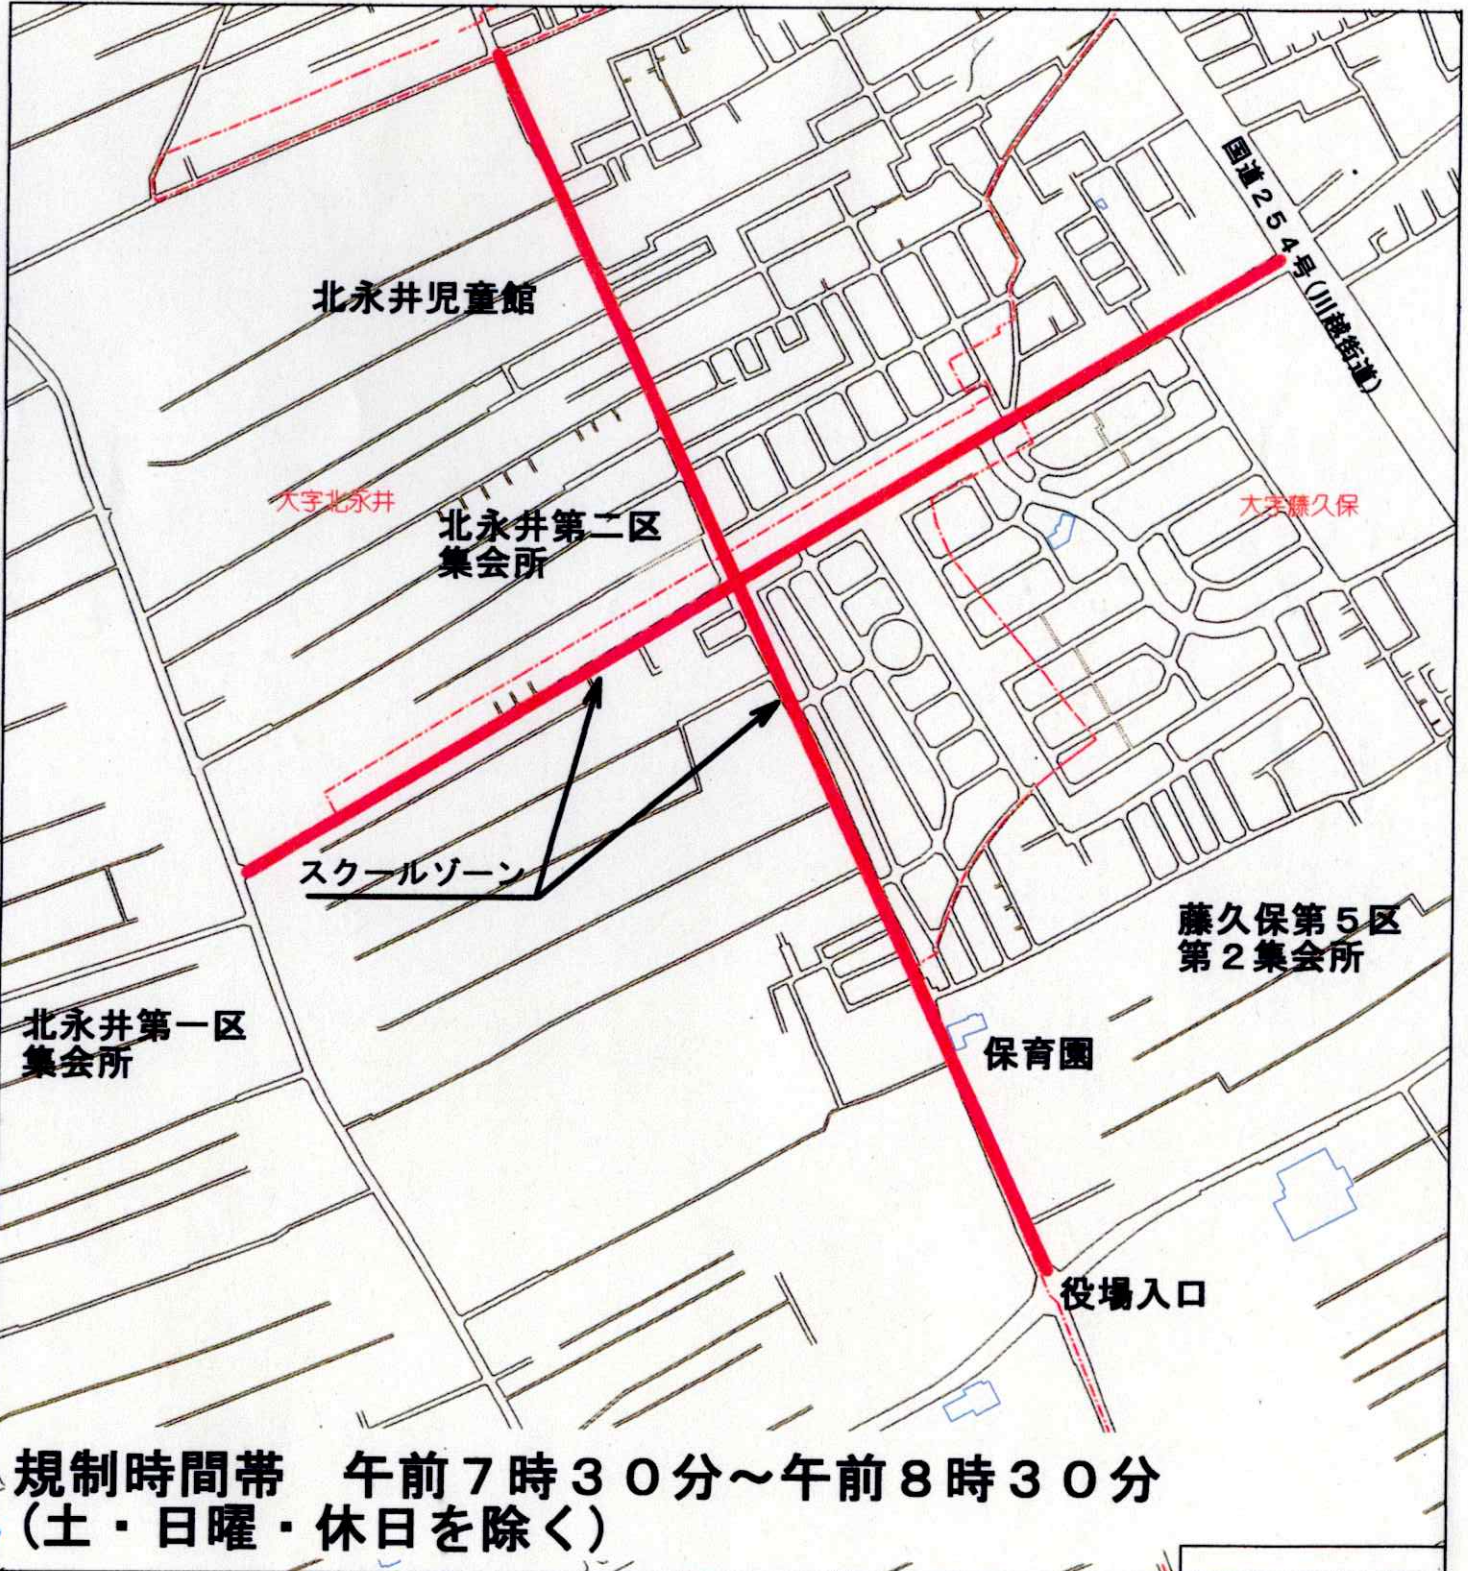 国道２５４号(川越街道)
北永井児童館
大字北永井
大字藤久保
北永井第二区
集会所
スクールゾーン
藤久保第５区
第２集会所
北永井第一区
集会所
保育園
役場入口
規制時間帯　午前７時３０分～午前８時３０分
(土・日曜・休日を除く)